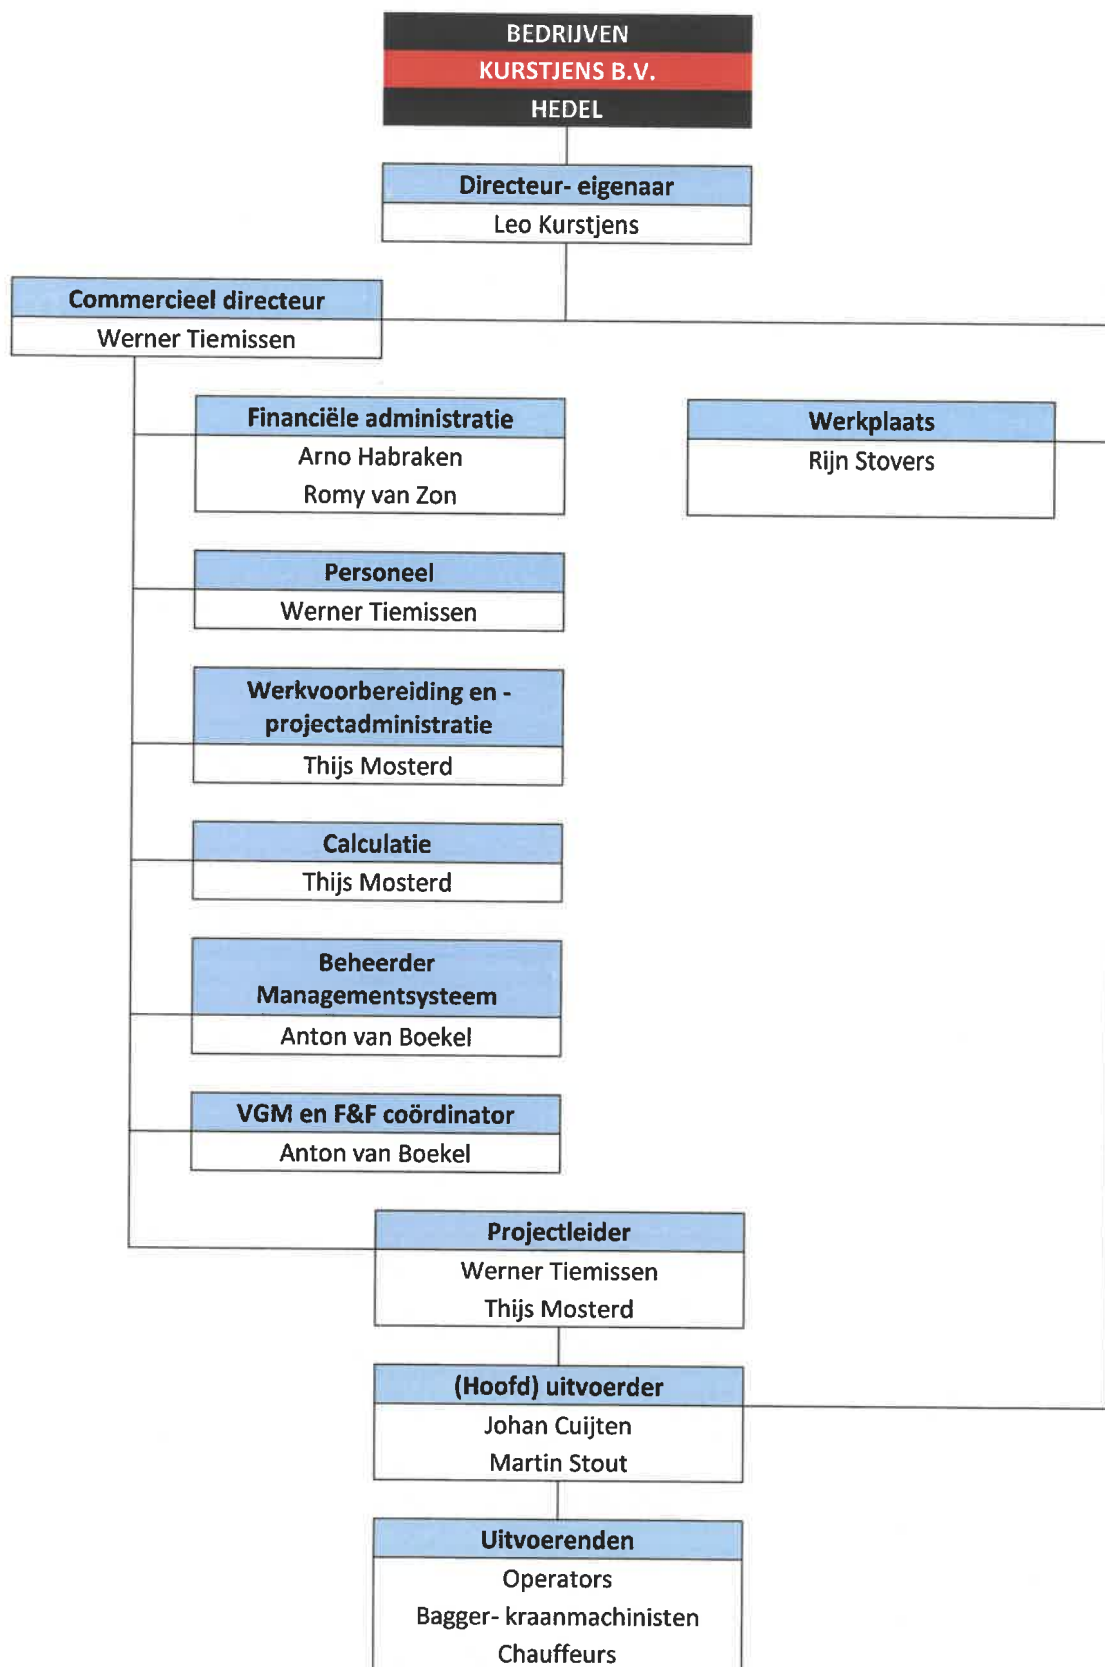 BEDRIJVEN
KURSTJENS B.V.
HEDEL
Directeur- eigenaar
Leo Kurstjens
Commercieel directeur
Werner Tiemissen
Financiële administratie
Arno Habraken
Romy van Zon
Werkplaats
Rijn Stovers
Personeel
Werner Tiemissen
Werkvoorbereiding en -
projectadministratie
Thijs Mosterd
Calculatie
Thijs Mosterd
Beheerder
Managementsysteem
Anton van Boekel
VGM en F&F coördinator
Anton van Boekel
Projectleider
Werner Tiemissen
Thijs Mosterd
(Hoofd) uitvoerder
Johan Cuijten
Martin Stout
Uitvoerenden
Operators
Bagger- kraanmachinisten
Chauffeurs